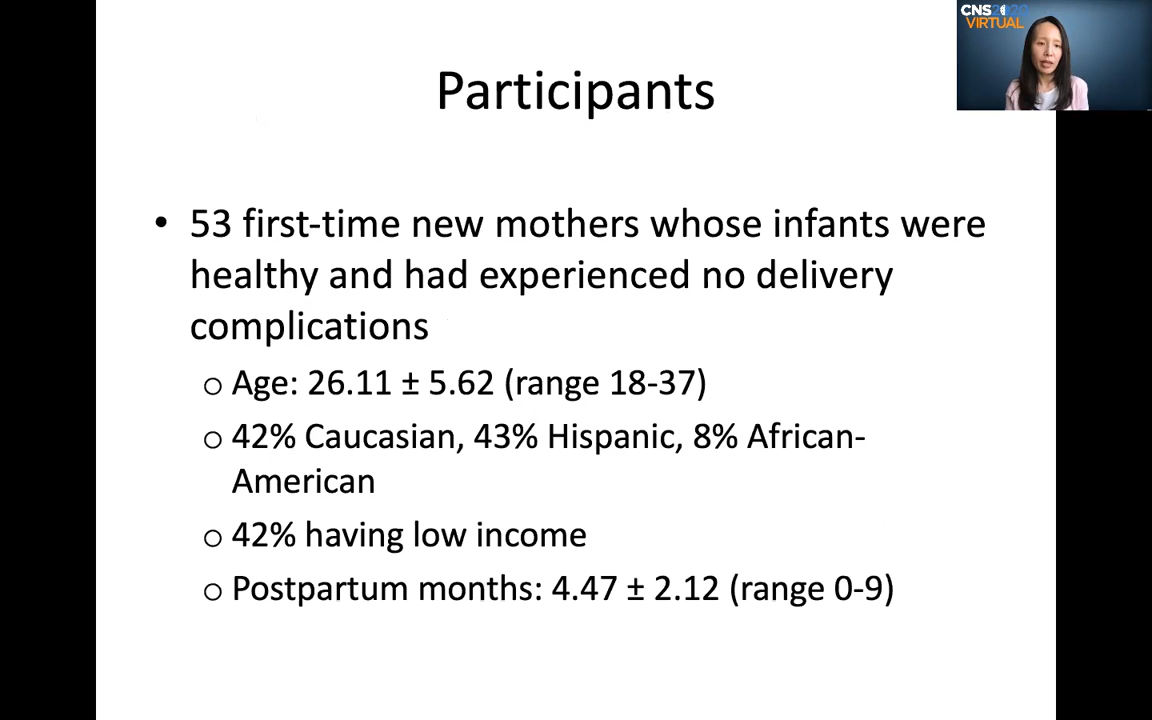 CNS2020
VIRTUAL
Participants
• 53 first-time new mothers whose infants were
healthy and had experienced no delivery
complications
o Age: 26.11 ± 5.62 (range 18-37)
o 42% Caucasian, 43% Hispanic, 8% African-
American
o 42% having low income
o Postpartum months: 4.47 ± 2.12 (range 0-9)